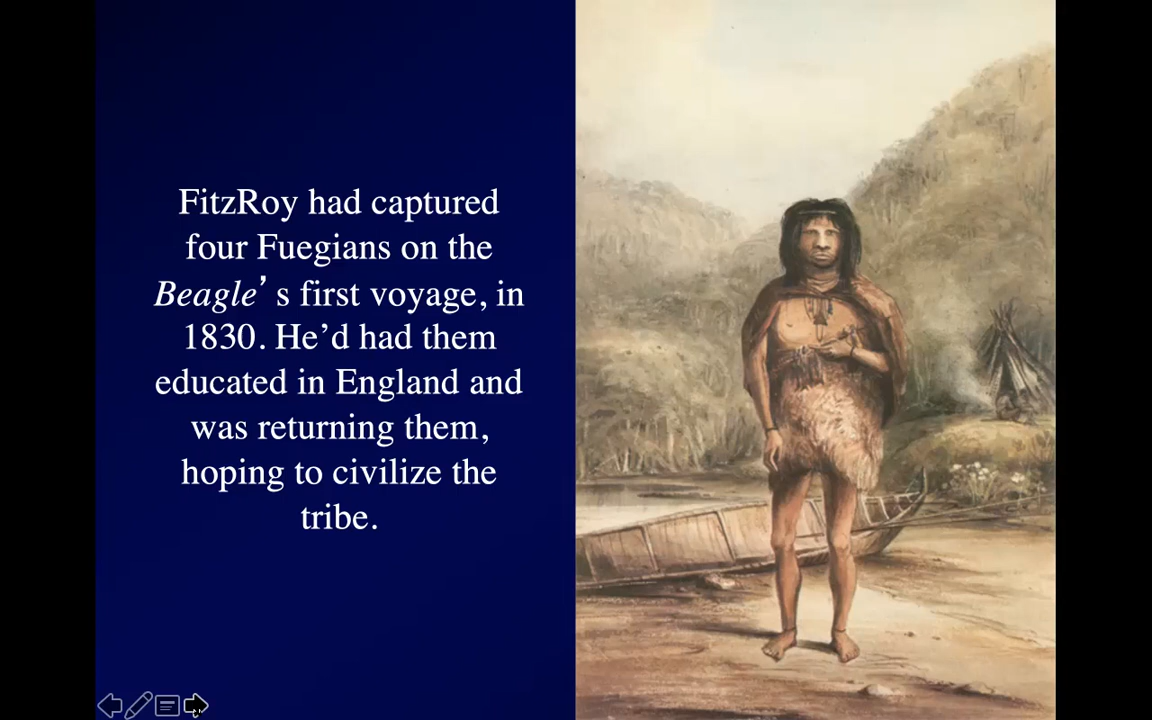 FitzRoy had captured
four Fuegians on the
Beagle’ s first voyage, in
1830. He’d had them
educated in England and
was returning them,
hoping to civilize the
tribe.